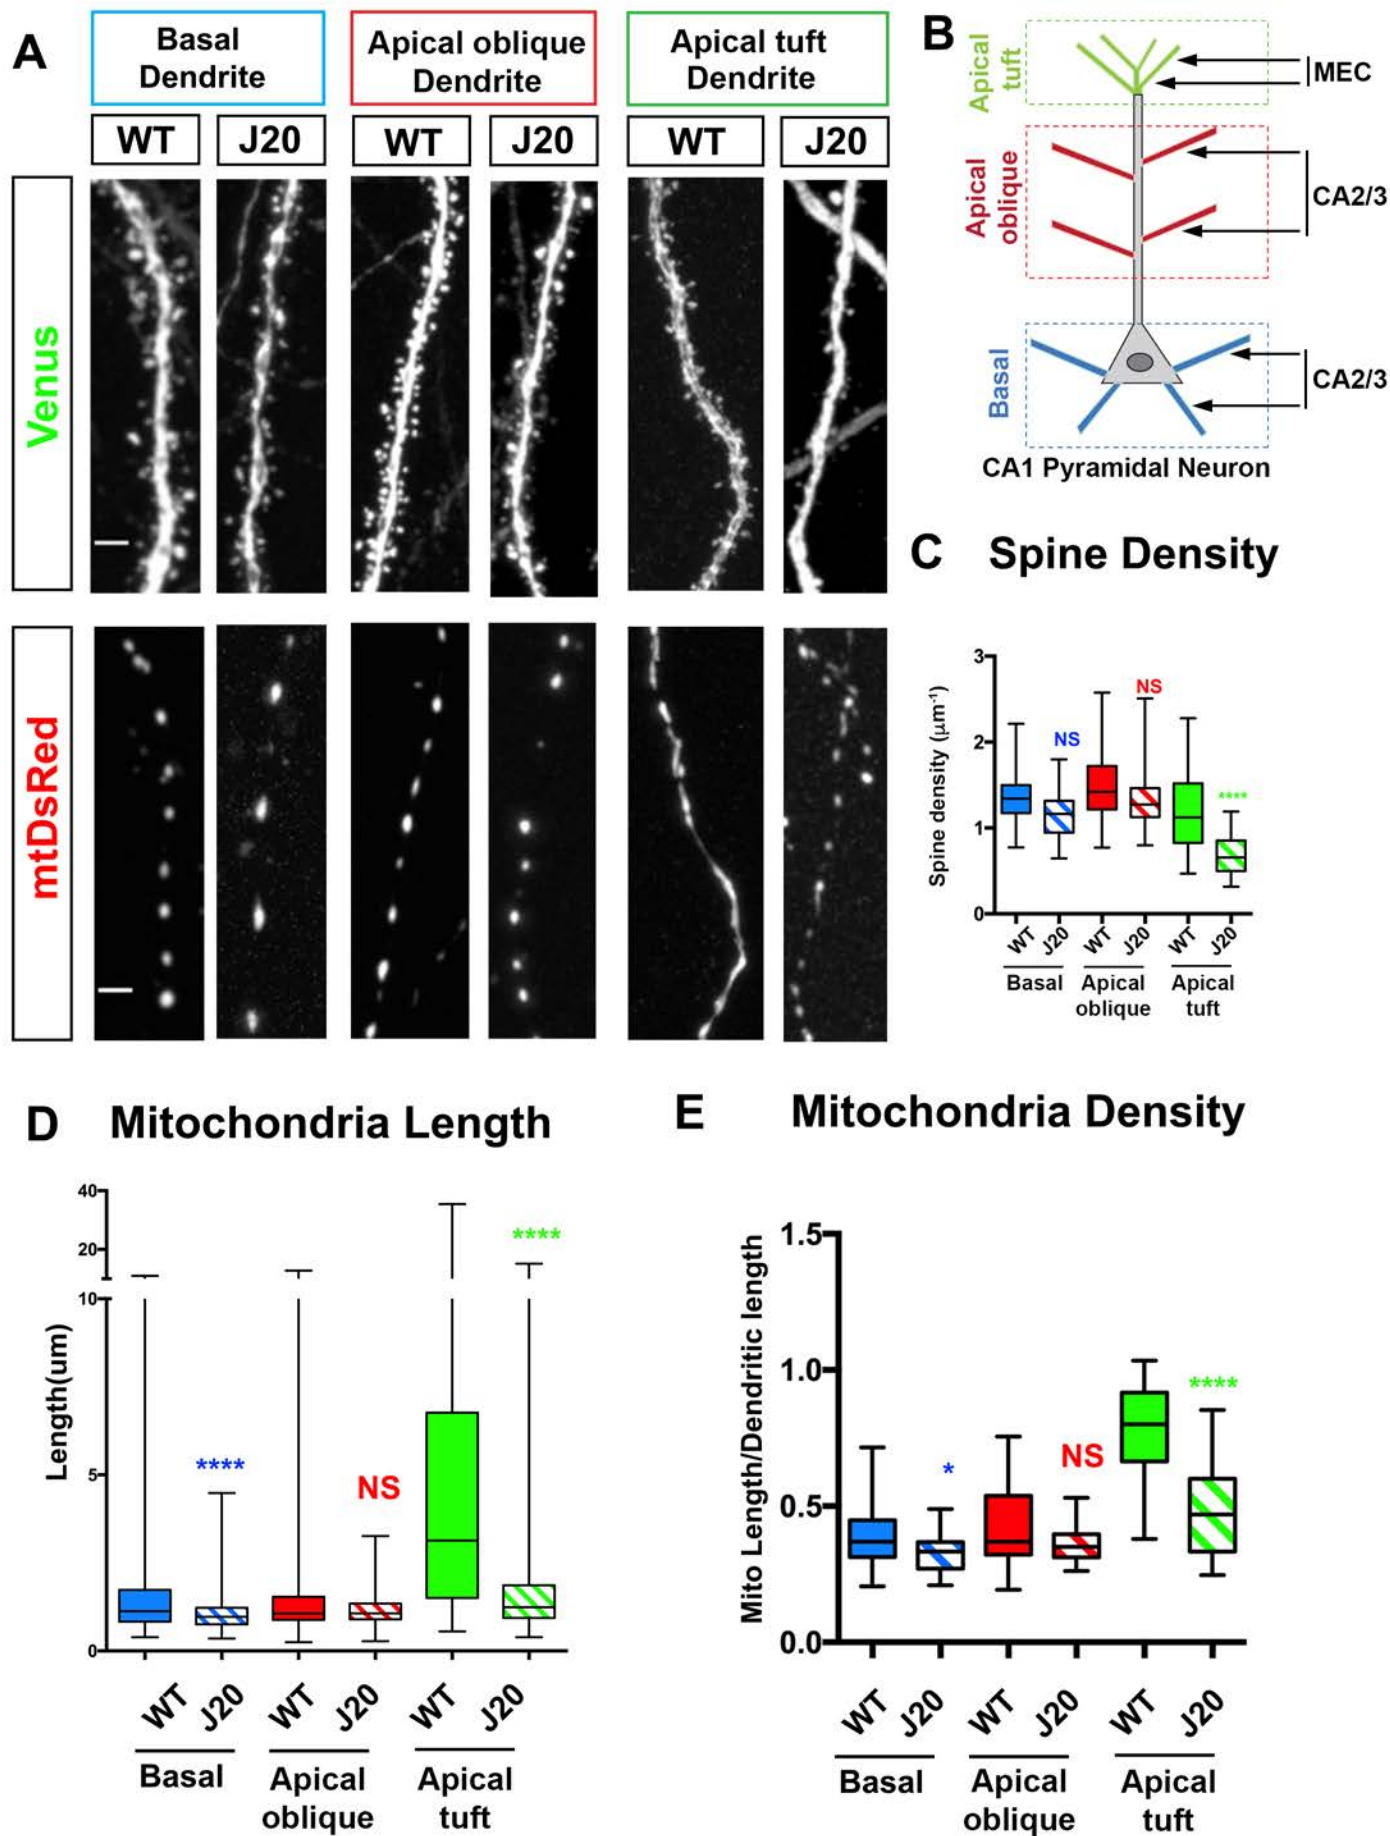 A
Basal
Dendrite
Apical oblique
Dendrite
Apical tuft
Dendrite
WT
J20
WT
J20
WT
J20
Venus
mtDsRed
B
Apical
tuft
MEC
Apical
oblique
CA2/3
Basal
CA2/3
CA1 Pyramidal Neuron
C Spine Density
Spine density (µm⁻¹)
3
2
1
0
NS
NS
****
WT
J20
WT
J20
WT
J20
Basal
Apical
oblique
Apical
tuft
D Mitochondria Length
Length(um)
40
20
10
5
0
****
NS
****
WT
J20
WT
J20
WT
J20
Basal
Apical
oblique
Apical
tuft
E Mitochondria Density
Mito Length/Dendritic length
1.5
1.0
0.5
0.0
*
NS
****
WT
J20
WT
J20
WT
J20
Basal
Apical
oblique
Apical
tuft